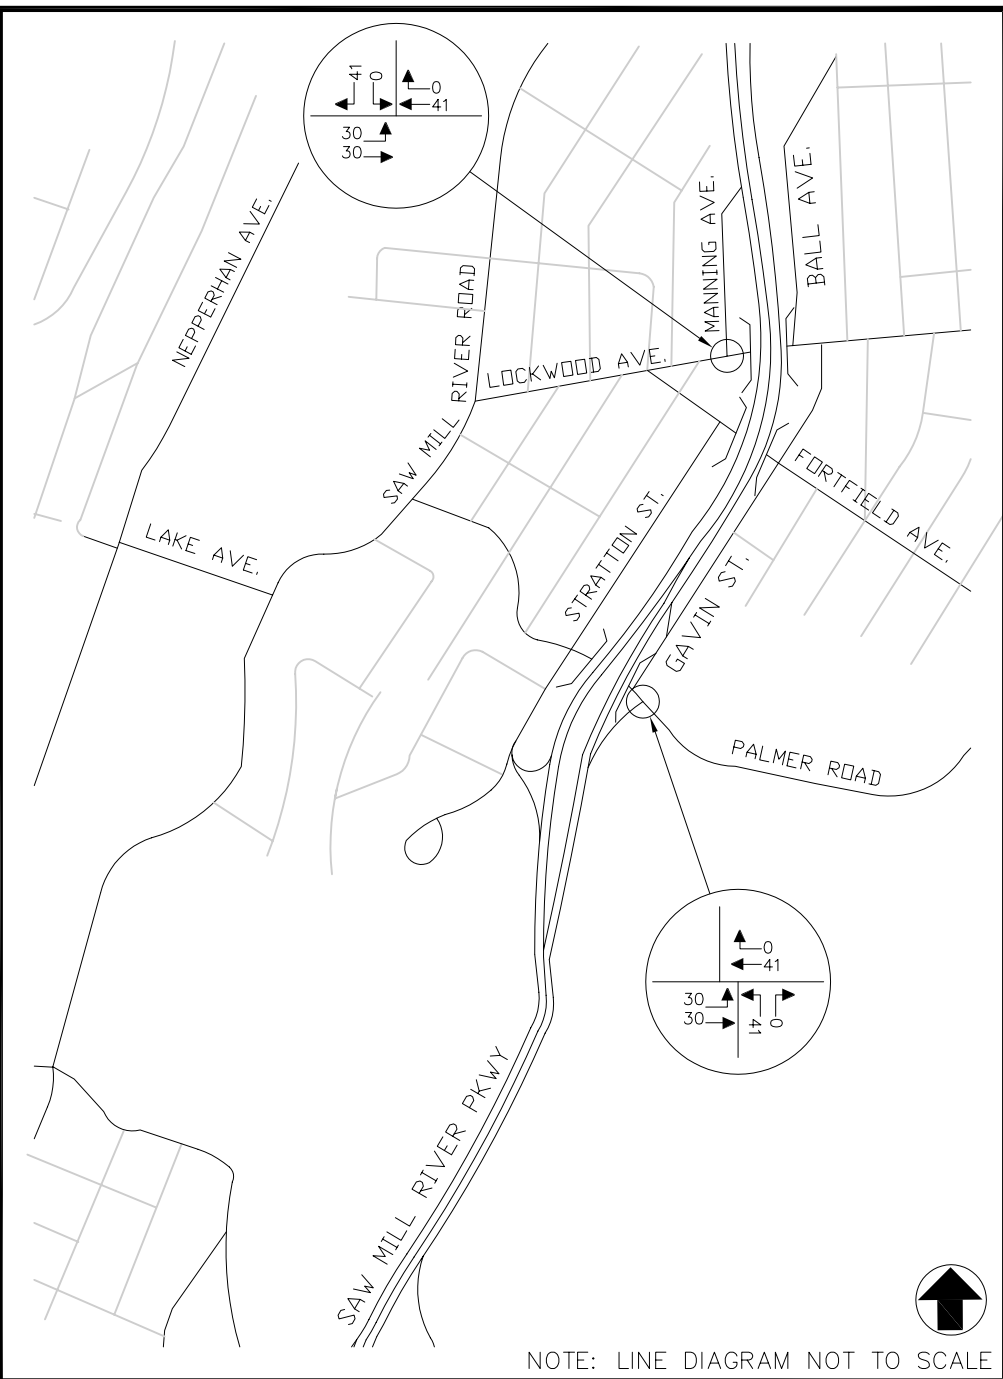 41 0
0
41
30
30
NEPPERHAN AVE.
SAW MILL RIVER ROAD
LOCKWOOD AVE.
MANNING AVE.
BALL AVE.
FORTFIELD AVE.
LAKE AVE.
STRATTON ST.
GAVIN ST.
PALMER ROAD
0
41
30
30
41 0
SAW MILL RIVER PKWY
NOTE: LINE DIAGRAM NOT TO SCALE